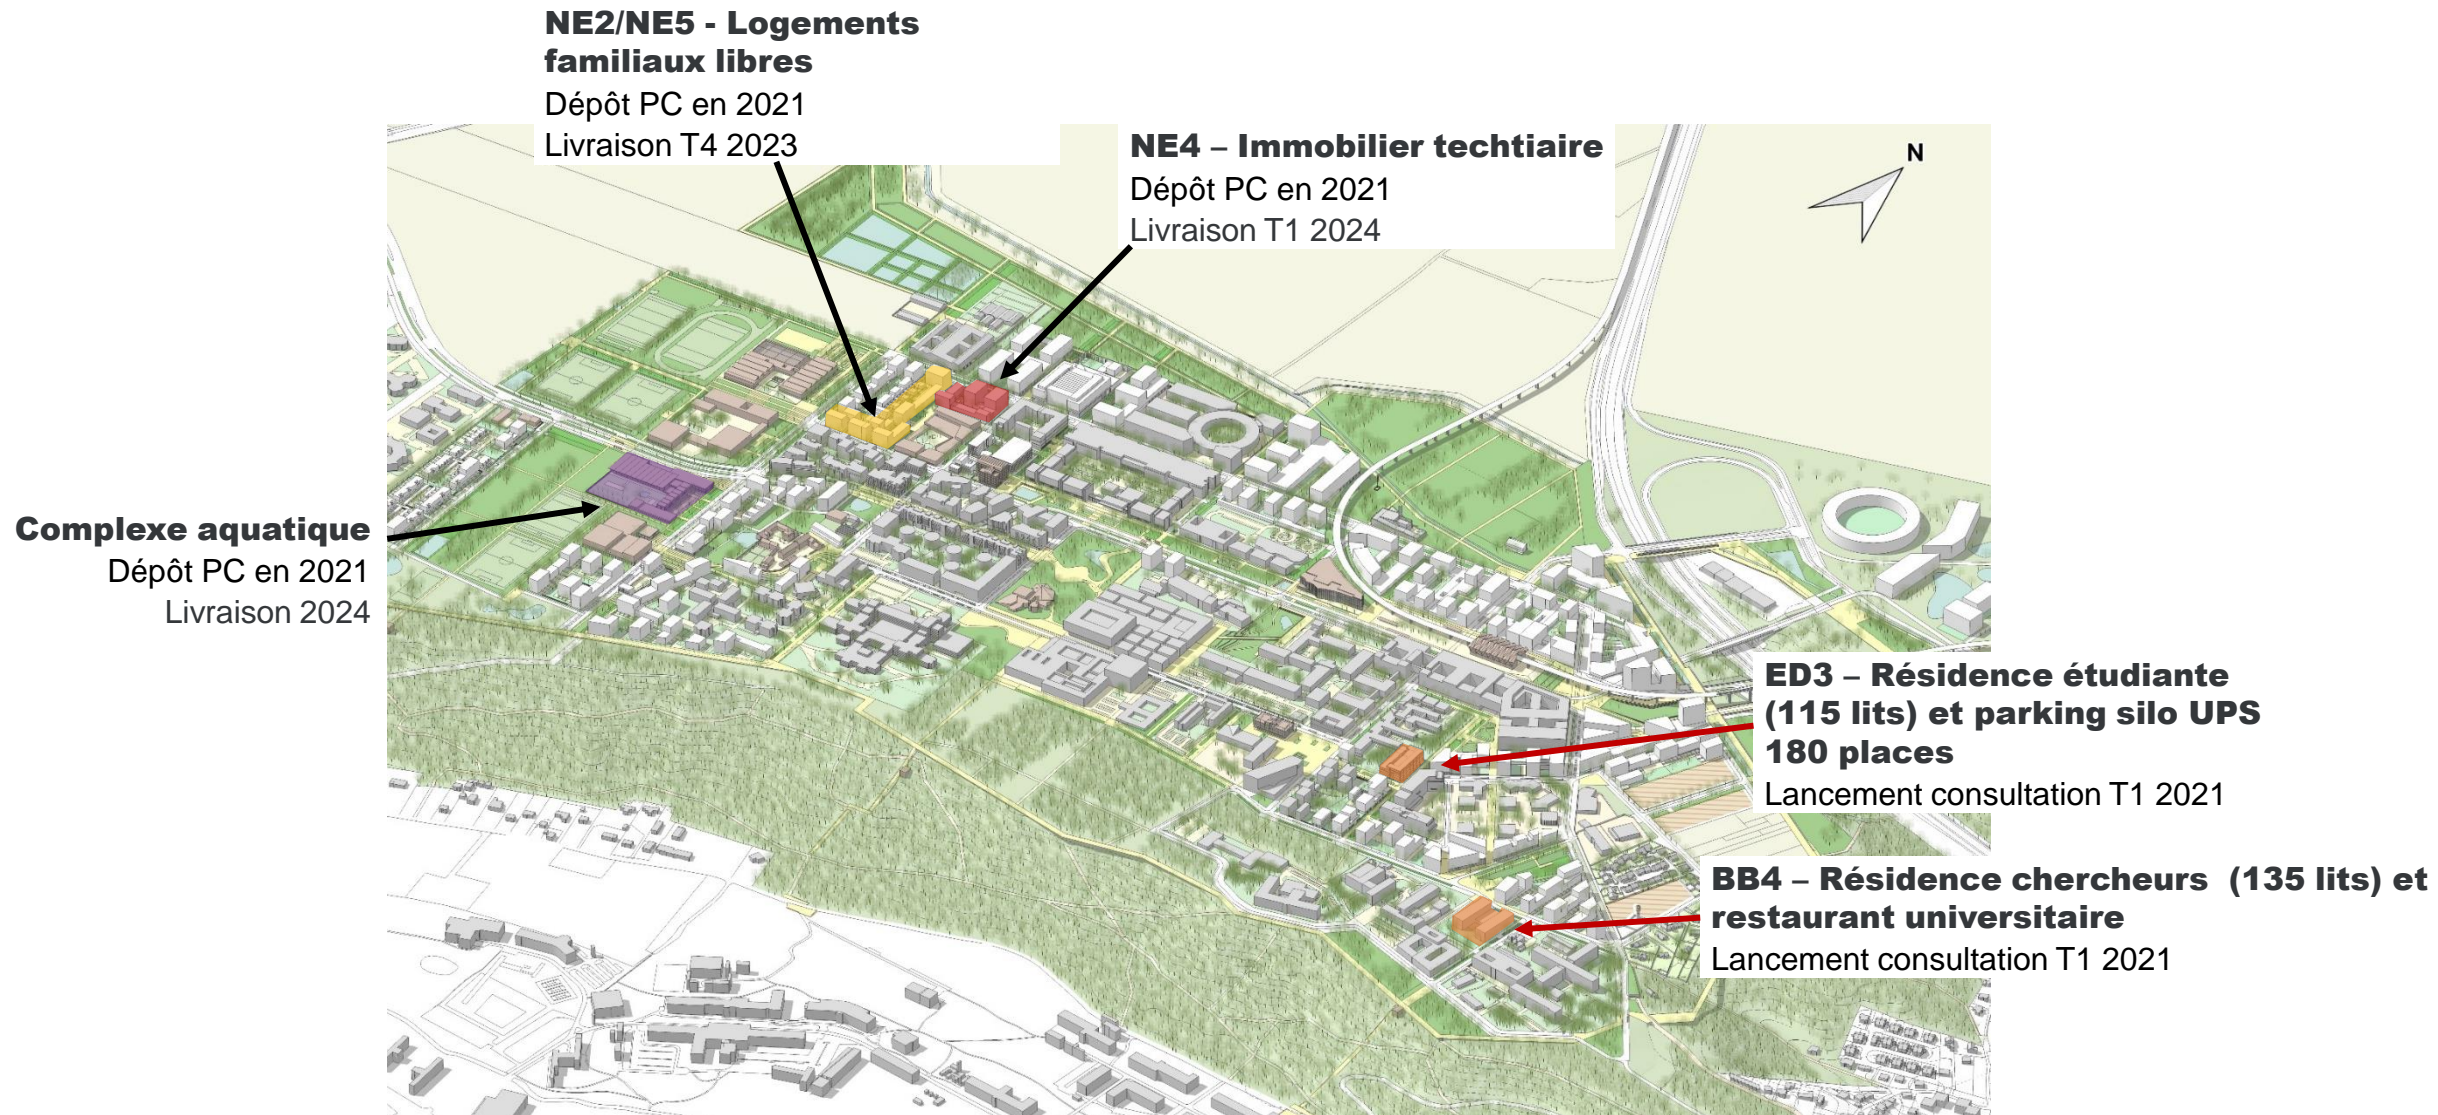 NE2/NE5 - Logements
familiaux libres
Dépôt PC en 2021
Livraison T4 2023
NE4 – Immobilier techtiaire
Dépôt PC en 2021
Livraison T1 2024
N
Complexe aquatique
Dépôt PC en 2021
Livraison 2024
ED3 – Résidence étudiante
(115 lits) et parking silo UPS
180 places
Lancement consultation T1 2021
BB4 – Résidence chercheurs  (135 lits) et
restaurant universitaire
Lancement consultation T1 2021